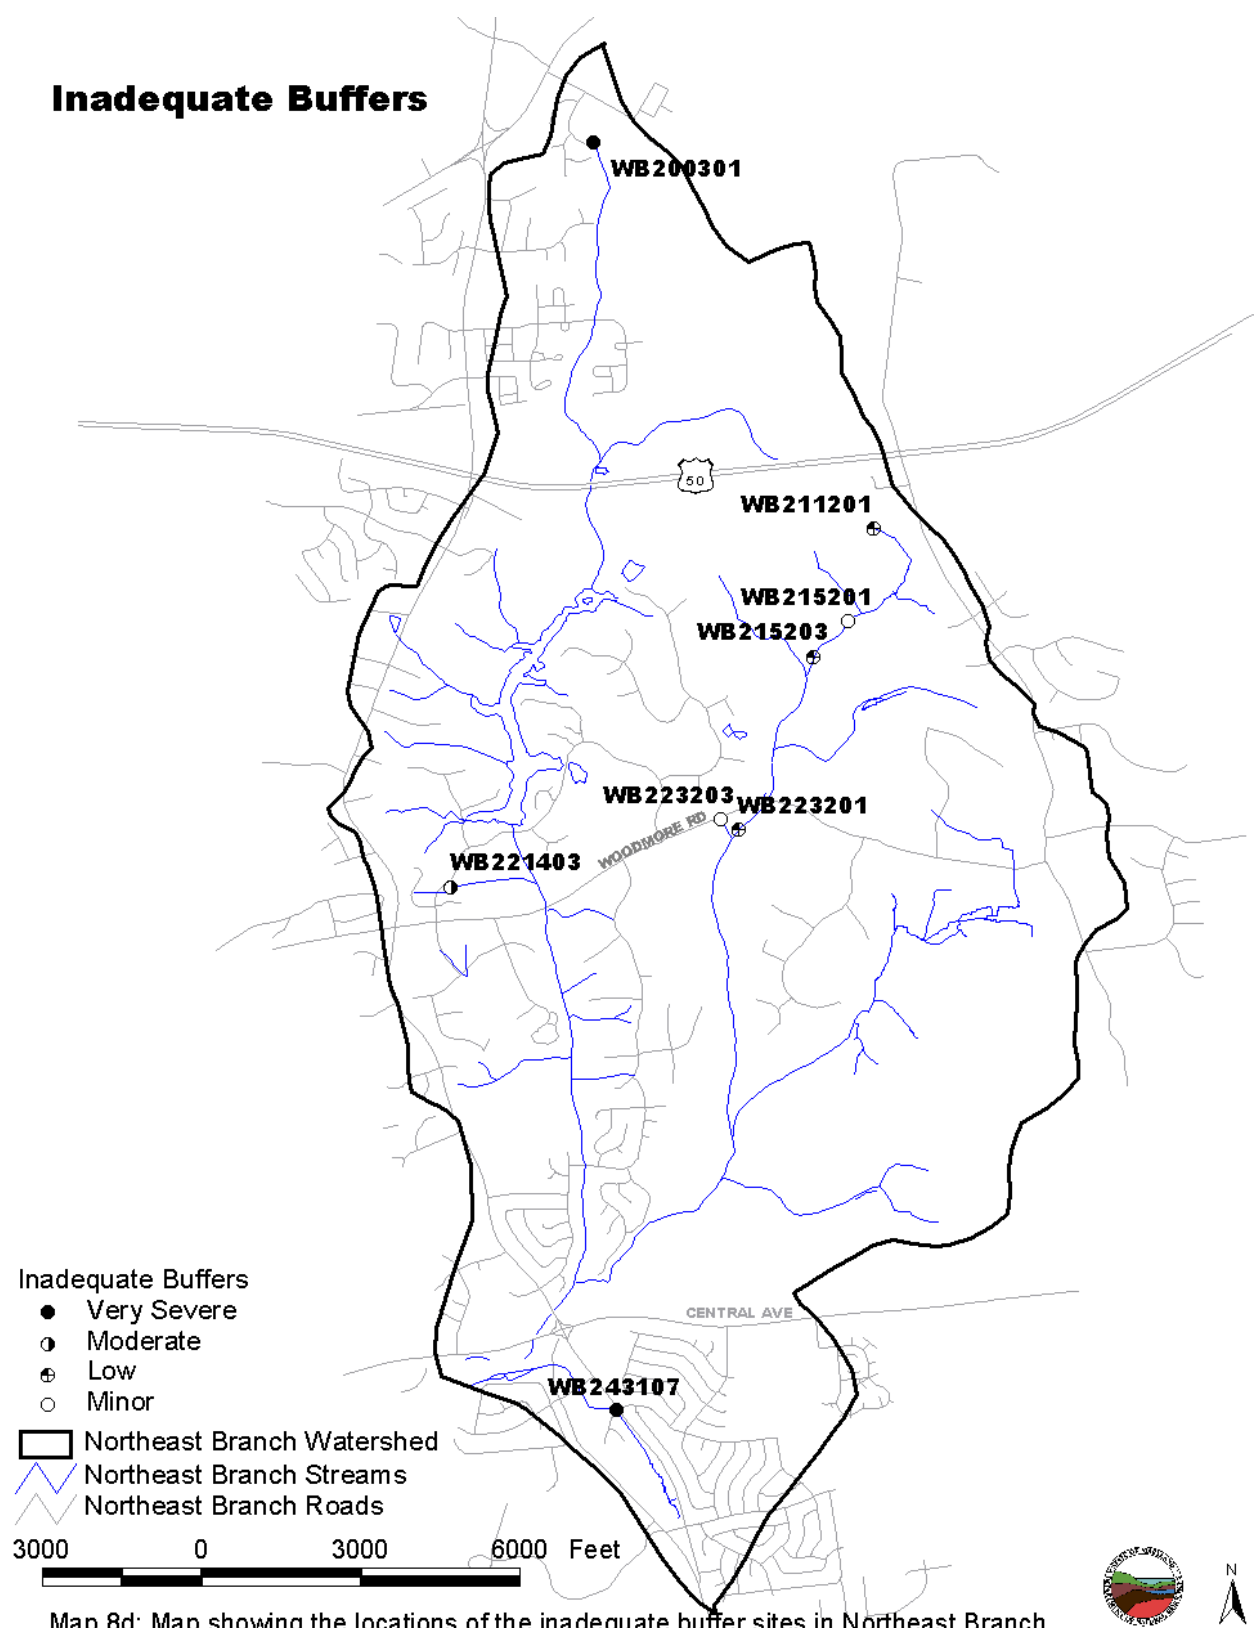 Inadequate Buffers
WB200301
50
WB211201
WB215201
WB215203
WB223203
WB223201
WOODMORE RD
WB221403
Inadequate Buffers
Very Severe
Moderate
Low
Minor
CENTRAL AVE
WB243107
Northeast Branch Watershed
Northeast Branch Streams
Northeast Branch Roads
3000 0 3000 6000 Feet
N
Map 8d: Map showing the locations of the inadequate buffer sites in Northeast Branch